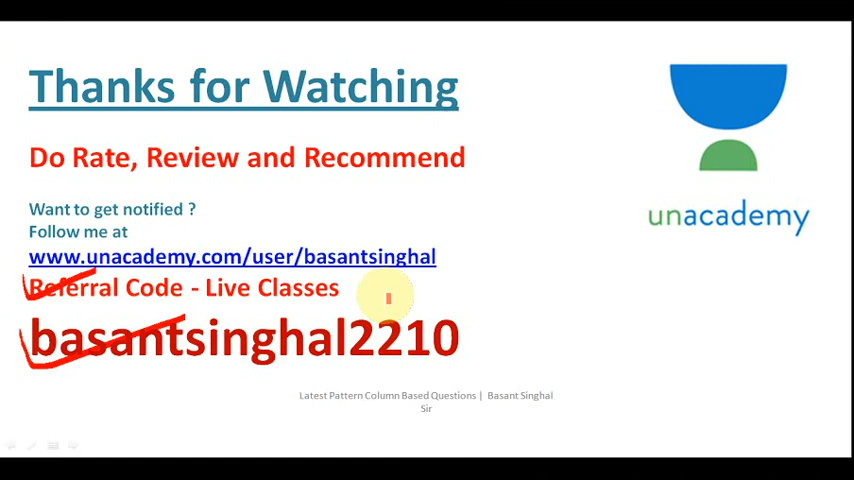 Thanks for Watching
Do Rate, Review and Recommend
Want to get notified ?
Follow me at
www.unacademy.com/user/basantsinghal
Referral Code - Live Classes
basantsinghal2210
unacademy
Latest Pattern Column Based Questions | Basant Singhal
Sir